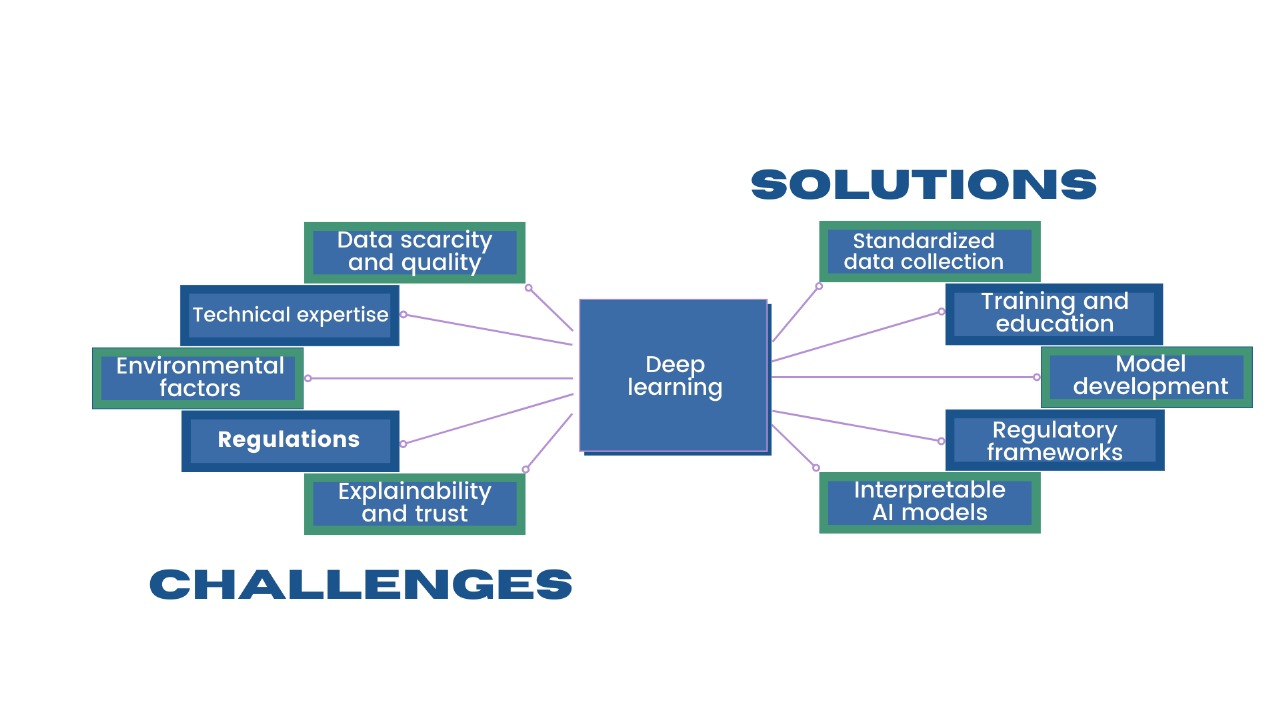 SOLUTIONS
Data scarcity
and quality
Technical expertise
Environmental
factors
Regulations
Explainability
and trust
CHALLENGES
Deep
learning
Standardized
data collection
Training and
education
Model
development
Regulatory
frameworks
Interpretable
AI models